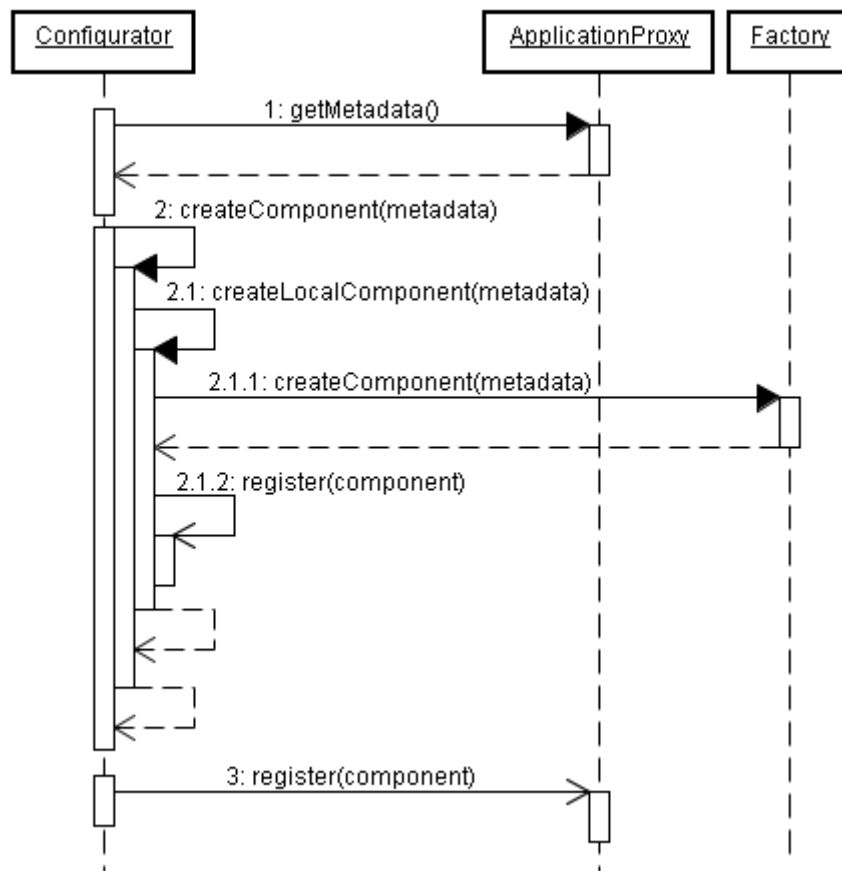 Configurator
ApplicationProxy
Factory
1: getMetadata()
2: createComponent(metadata)
2.1: createLocalComponent(metadata)
2.1.1: createComponent(metadata)
2.1.2: register(component)
3: register(component)